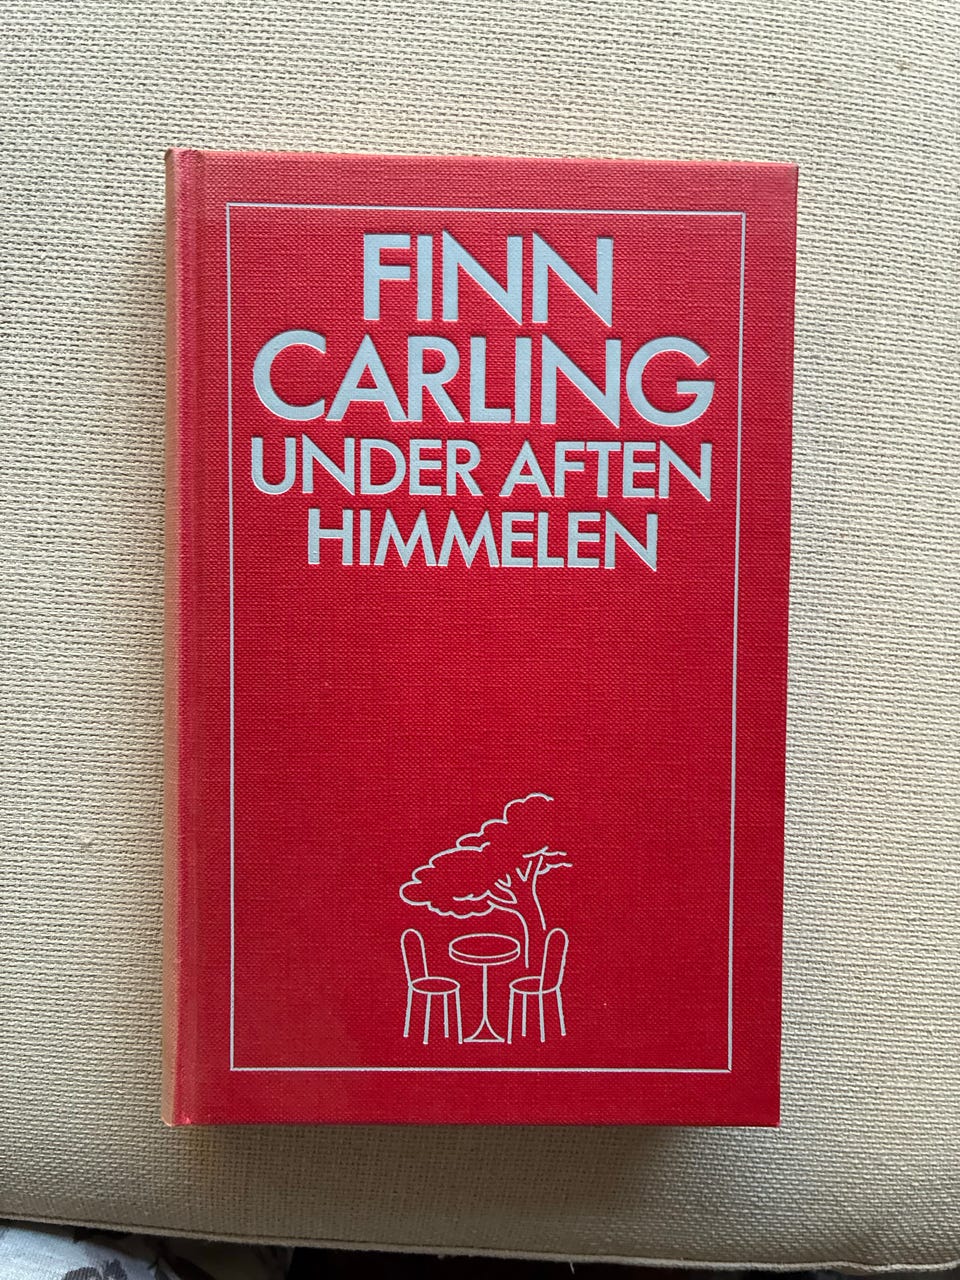 FINN
CARLING
UNDER AFTEN
HIMMELEN